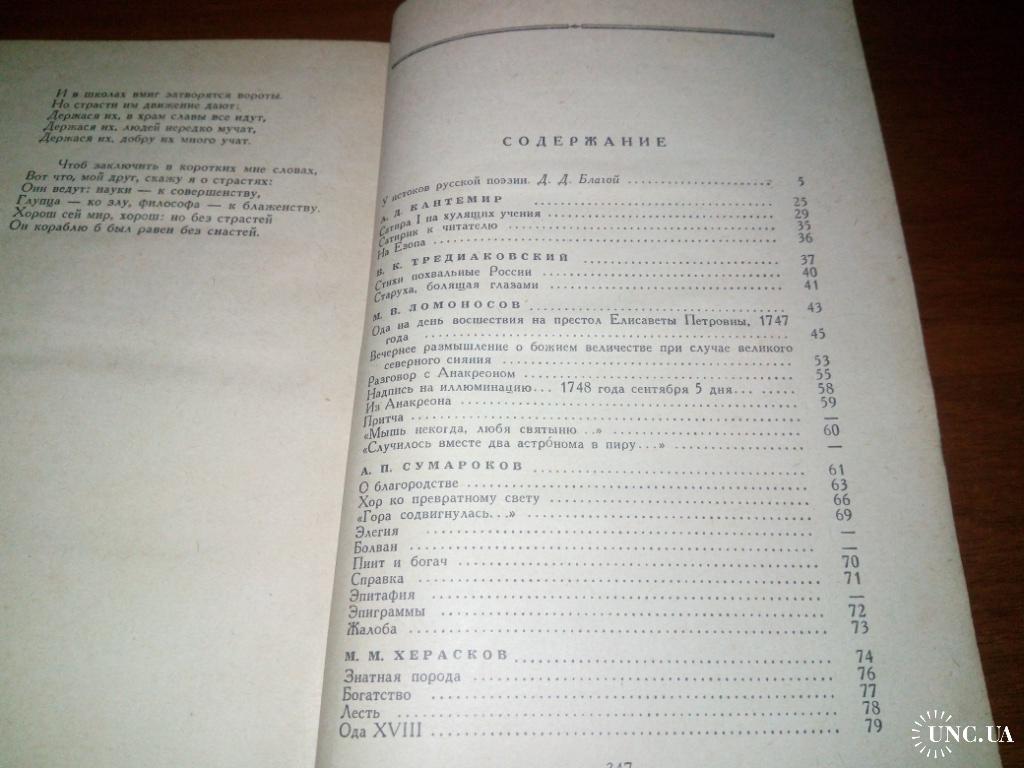 И в школах вмиг затворятся вороты.
Но страсти им движение дают:
Держася их, в храм славы все идут,
Держася их, людей нередко мучат,
Держася их, добру их много учат.
Чтоб заключить в коротких мне словах,
Вот что, мой друг, скажу я о страстях:
Они ведут: науки — к совершенству,
Глупца — ко злу, философа — к блаженству.
Хорош сей мир, хорош: но без страстей
Он кораблю б был равен без снастей.
СОДЕРЖАНИЕ
У истоков русской поэзии. Д. Д. Благой ..... 5
А. Д. КАНТЕМИР ..... 25
Сатира I на хулящих учения ..... 29
Сатирик к читателю ..... 35
На Езопа ..... 36
В. К. ТРЕДИАКОВСКИЙ ..... 37
Стихи похвальные России ..... 40
Старуха, болящая глазами ..... 41
М. В. ЛОМОНОСОВ ..... 43
Ода на день восшествия на престол Елисаветы Петровны, 1747
года ..... 45
Вечернее размышление о божием величестве при случае великого
северного сияния ..... 53
Разговор с Анакреоном ..... 55
Надпись на иллюминацию... 1748 года сентября 5 дня... ..... 58
Из Анакреона ..... 59
Притча ..... —
«Мышь некогда, любя святыню ..» ..... 60
«Случилось вместе два астро́нома в пиру...» ..... —
А. П. СУМАРОКОВ ..... 61
О благородстве ..... 63
Хор ко превратному свету ..... 66
«Гора содвигнулась...» ..... 69
Элегия ..... —
Болван ..... —
Пиит и богач ..... 70
Справка ..... 71
Эпитафия ..... —
Эпиграммы ..... 72
Жалоба ..... 73
М. М. ХЕРАСКОВ ..... 74
Знатная порода ..... 76
Богатство ..... 77
Лесть ..... 78
Ода XVIII ..... 79
347
UNC.UA